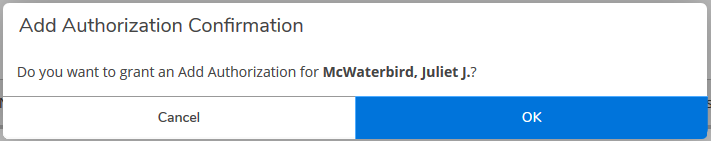 Add Authorization Confirmation
Do you want to grant an Add Authorization for McWaterbird, Juliet J.?
Cancel
OK